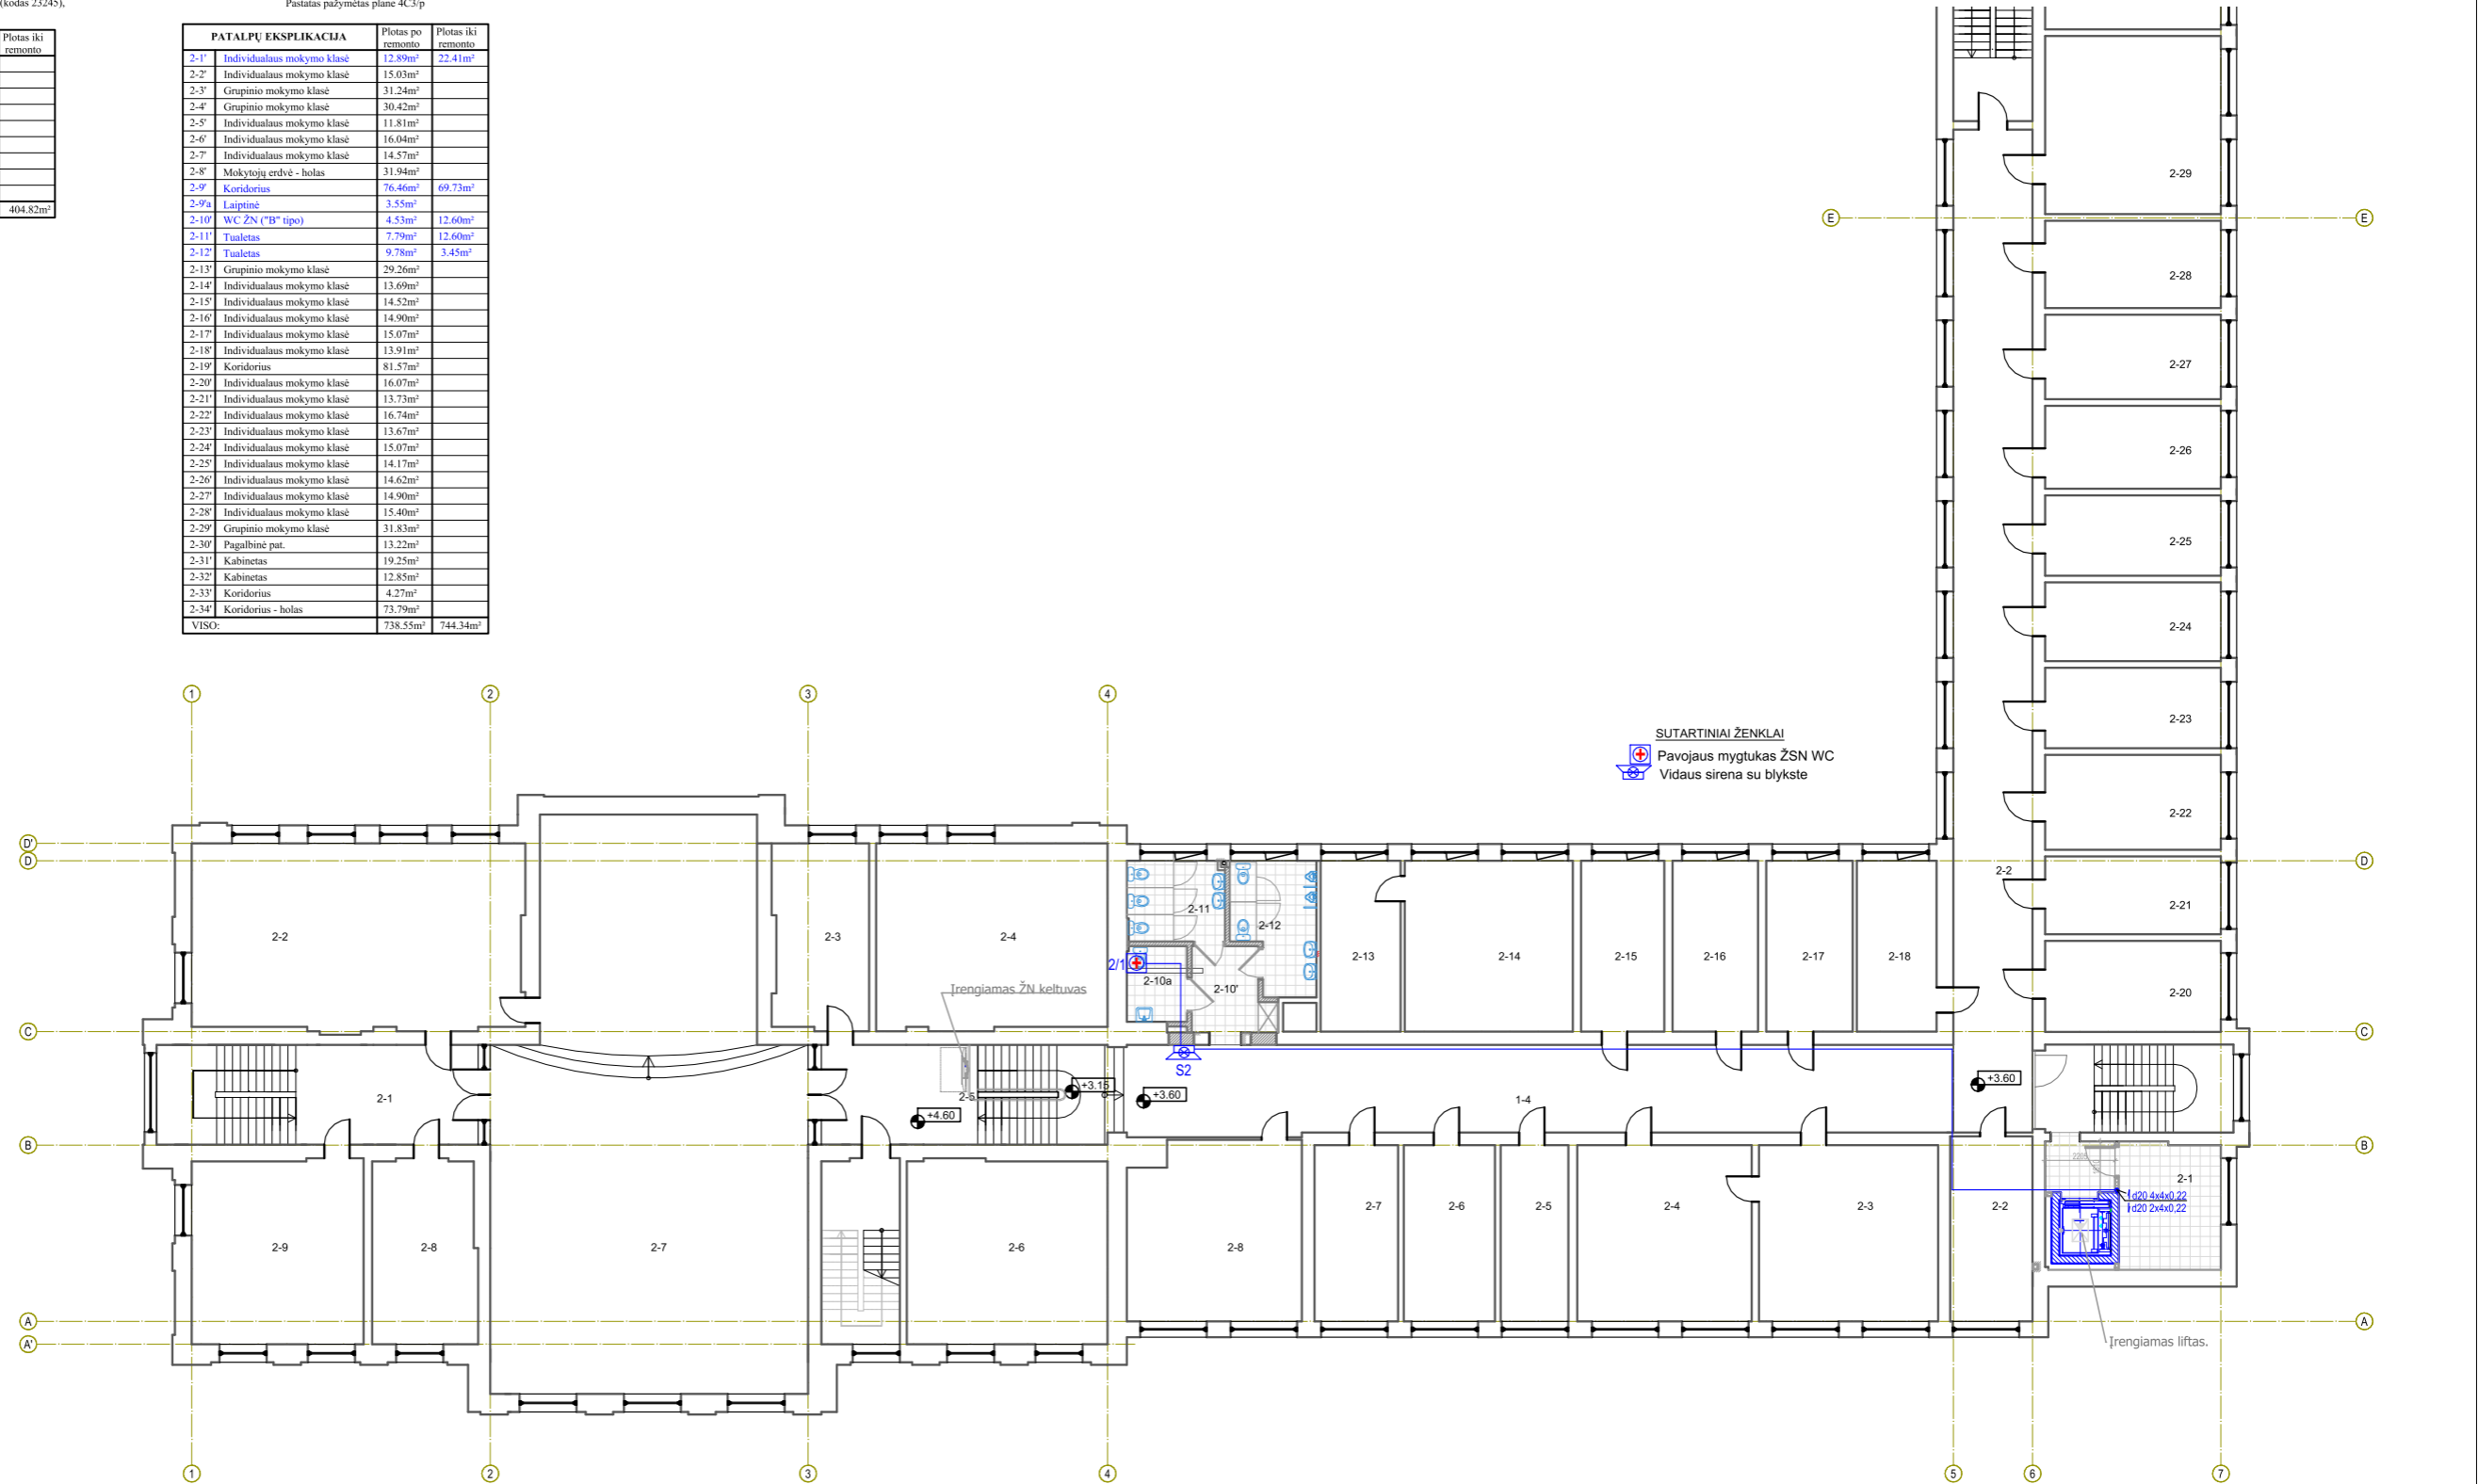 (kodas 23245),
Plotas iki
remonto
404.82m²
Pastatas pažymėtas plane 4C3/p
PATALPŲ EKSPLIKACIJA Plotas po remonto Plotas iki remonto
2-1' Individualaus mokymo klasė 12.89m² 22.41m²
2-2' Individualaus mokymo klasė 15.03m²
2-3' Grupinio mokymo klasė 31.24m²
2-4' Grupinio mokymo klasė 30.42m²
2-5' Individualaus mokymo klasė 11.81m²
2-6' Individualaus mokymo klasė 16.04m²
2-7' Individualaus mokymo klasė 14.57m²
2-8' Mokytojų erdvė - holas 31.94m²
2-9' Koridorius 76.46m² 69.73m²
2-9'a Laiptinė 3.55m²
2-10' WC ŽN ("B" tipo) 4.53m² 12.60m²
2-11' Tualetas 7.79m² 12.60m²
2-12' Tualetas 9.78m² 3.45m²
2-13' Grupinio mokymo klasė 29.26m²
2-14' Individualaus mokymo klasė 13.69m²
2-15' Individualaus mokymo klasė 14.52m²
2-16' Individualaus mokymo klasė 14.90m²
2-17' Individualaus mokymo klasė 15.07m²
2-18' Individualaus mokymo klasė 13.91m²
2-19' Koridorius 81.57m²
2-20' Individualaus mokymo klasė 16.07m²
2-21' Individualaus mokymo klasė 13.73m²
2-22' Individualaus mokymo klasė 16.74m²
2-23' Individualaus mokymo klasė 13.67m²
2-24' Individualaus mokymo klasė 15.07m²
2-25' Individualaus mokymo klasė 14.17m²
2-26' Individualaus mokymo klasė 14.62m²
2-27' Individualaus mokymo klasė 14.90m²
2-28' Individualaus mokymo klasė 15.40m²
2-29' Grupinio mokymo klasė 31.83m²
2-30' Pagalbinė pat. 13.22m²
2-31' Kabinetas 19.25m²
2-32' Kabinetas 12.85m²
2-33' Koridorius 4.27m²
2-34' Koridorius - holas 73.79m²
VISO: 738.55m² 744.34m²
2-29
E E
2-28
2-27
2-26
2-25
2-24
2-23
2-22
2-21
2-20
1 2 3 4
SUTARTINIAI ŽENKLAI
Pavojaus mygtukas ŽSN WC
Vidaus sirena su blykste
D'
D D
2-2
2-2 2-3 2-4
2-11 2-12
2/1
2-10a 2-10'
2-13 2-14 2-15 2-16 2-17 2-18
Įrengiamas ŽN keltuvas
C C
S2
2-1 2-5
+4.60 +3.15 +3.60
1-4
+3.60
B B
2-9 2-8 2-7 2-6
2-8 2-7 2-6 2-5 2-4 2-3 2-2 2-1
d20 4x4x0,22
d20 2x4x0,22
A A
A'
Įrengiamas liftas.
1 2 3 4 5 6 7